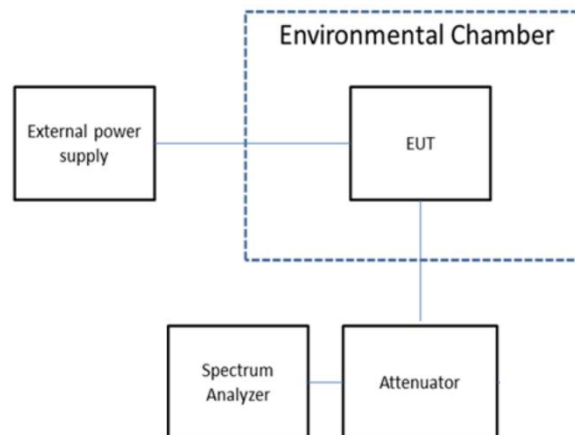 Environmental Chamber
External power
supply
EUT
Spectrum
Analyzer
Attenuator